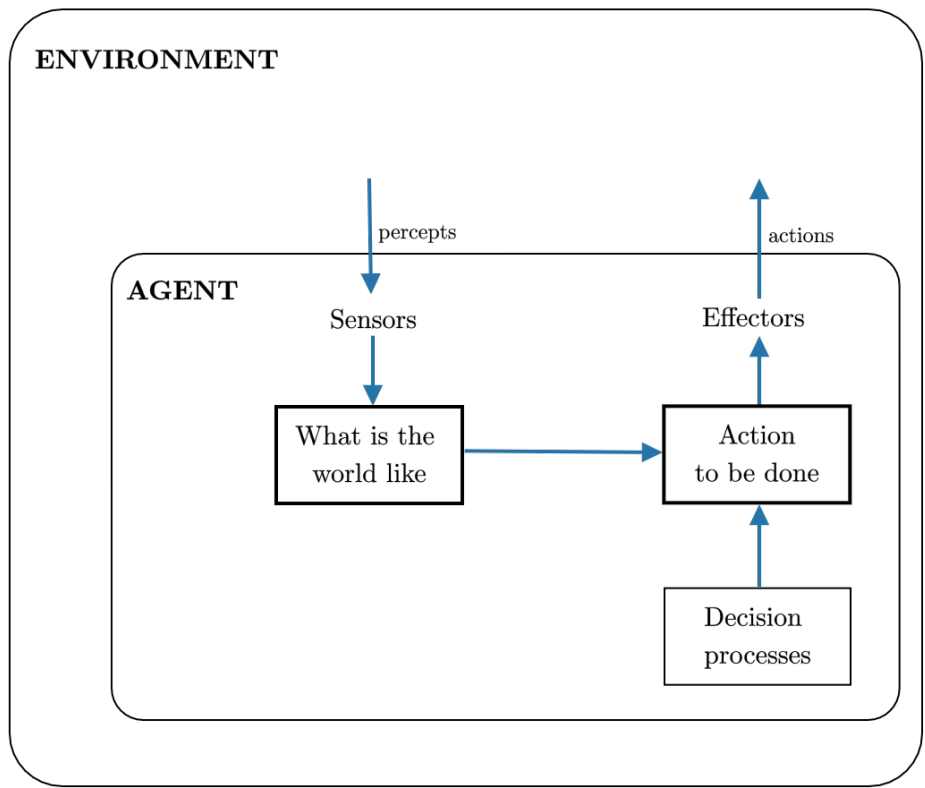 ENVIRONMENT
percepts
actions
AGENT
Sensors
Effectors
What is the
world like
Action
to be done
Decision
processes